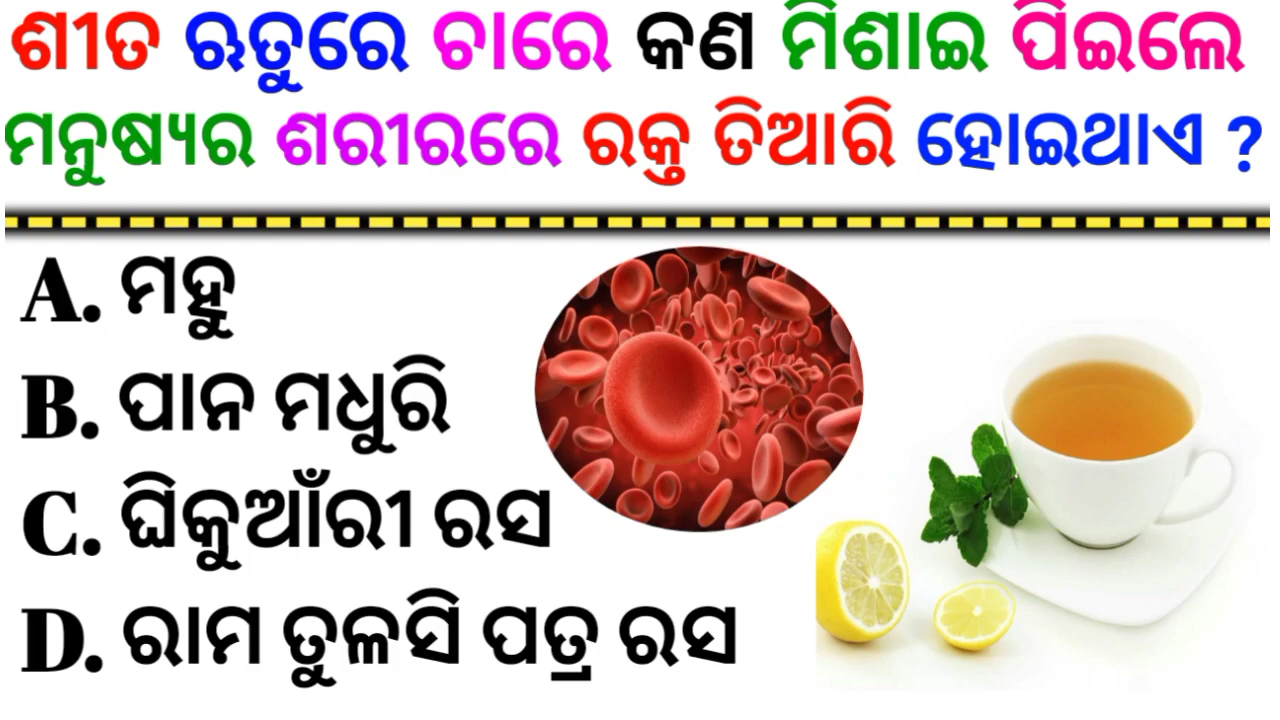 ଶୀତ ଋତୁରେ ଚାରେ କଣ ମିଶାଇ ପିଇଲେ
ମନୁଷ୍ୟର ଶରୀରରେ ରକ୍ତ ତିଆରି ହୋଇଥାଏ ?
A. ମହୁ
B. ପାନ ମଧୁରି
C. ଘିକୁଆଁରୀ ରସ
D. ରାମ ତୁଳସି ପତ୍ର ରସ